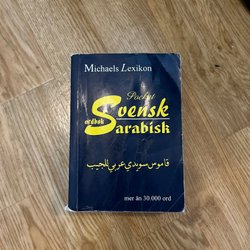 Michaels Lexikon
Pocket
Svensk
ordbok
arabisk
قاموس سويدي عربي للجيب
mer än 30.000 ord